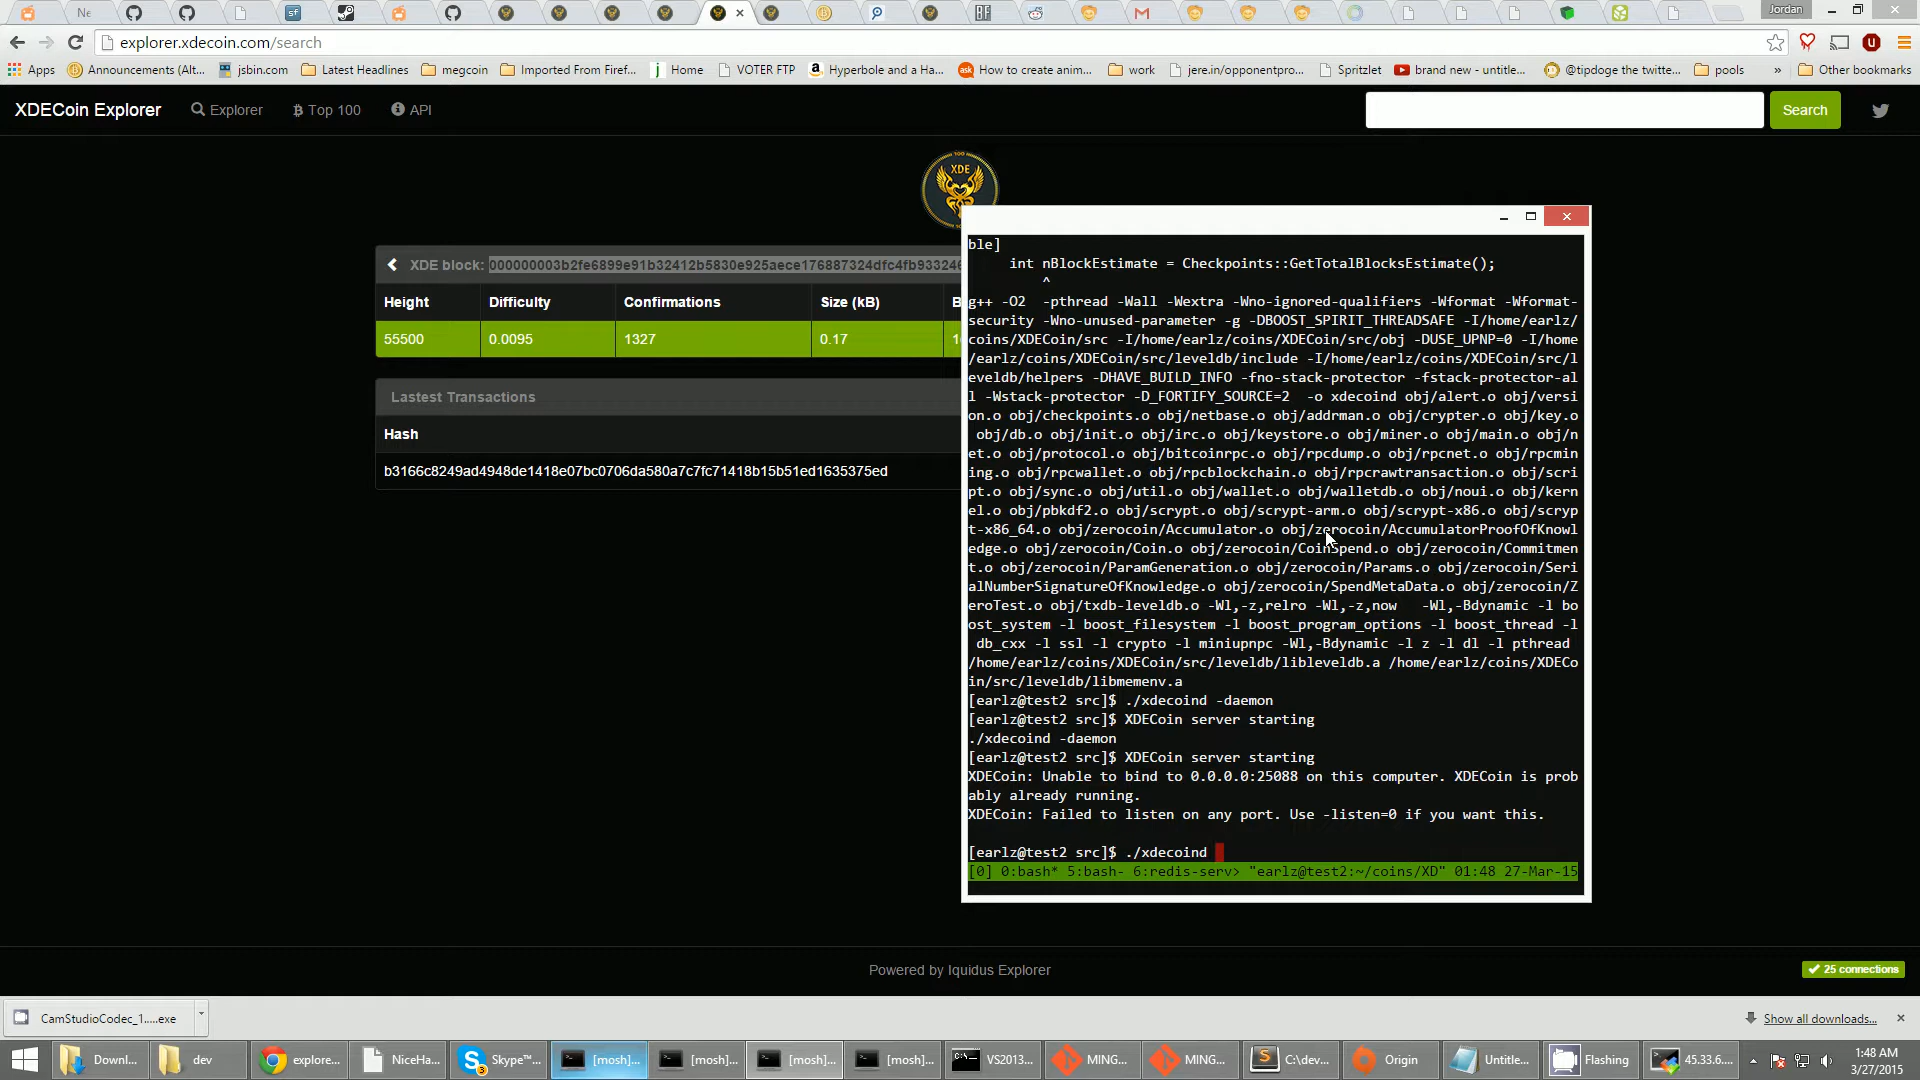 Ne
Jordan
explorer.xdecoin.com/search
Apps
Announcements (Alt...
jsbin.com
Latest Headlines
megcoin
Imported From Firef...
Home
VOTER FTP
Hyperbole and a Ha...
How to create anim...
work
jere.in/opponentpro...
Spritzlet
brand new - untitle...
@tipdoge the twitte...
pools
»
Other bookmarks
XDECoin Explorer
Explorer
Top 100
API
Search
XDE
XDE block: 000000003b2fe6899e91b32412b5830e925aece176887324dfc4fb933246
Height
Difficulty
Confirmations
Size (kB)
55500
0.0095
1327
0.17
Lastest Transactions
Hash
b3166c8249ad4948de1418e07bc0706da580a7c7fc71418b15b51ed1635375ed
ble]
int nBlockEstimate = Checkpoints::GetTotalBlocksEstimate();
^
g++ -O2  -pthread -Wall -Wextra -Wno-ignored-qualifiers -Wformat -Wformat-
security -Wno-unused-parameter -g -DBOOST_SPIRIT_THREADSAFE -I/home/earlz/
coins/XDECoin/src -I/home/earlz/coins/XDECoin/src/obj -DUSE_UPNP=0 -I/home
/earlz/coins/XDECoin/src/leveldb/include -I/home/earlz/coins/XDECoin/src/l
eveldb/helpers -DHAVE_BUILD_INFO -fno-stack-protector -fstack-protector-al
l -Wstack-protector -D_FORTIFY_SOURCE=2  -o xdecoind obj/alert.o obj/versi
on.o obj/checkpoints.o obj/netbase.o obj/addrman.o obj/crypter.o obj/key.o
obj/db.o obj/init.o obj/irc.o obj/keystore.o obj/miner.o obj/main.o obj/n
et.o obj/protocol.o obj/bitcoinrpc.o obj/rpcdump.o obj/rpcnet.o obj/rpcmin
ing.o obj/rpcwallet.o obj/rpcblockchain.o obj/rpcrawtransaction.o obj/scri
pt.o obj/sync.o obj/util.o obj/wallet.o obj/walletdb.o obj/noui.o obj/kern
el.o obj/pbkdf2.o obj/scrypt.o obj/scrypt-arm.o obj/scrypt-x86.o obj/scryp
t-x86_64.o obj/zerocoin/Accumulator.o obj/zerocoin/AccumulatorProofOfKnowl
edge.o obj/zerocoin/Coin.o obj/zerocoin/CoinSpend.o obj/zerocoin/Commitmen
t.o obj/zerocoin/ParamGeneration.o obj/zerocoin/Params.o obj/zerocoin/Seri
alNumberSignatureOfKnowledge.o obj/zerocoin/SpendMetaData.o obj/zerocoin/Z
eroTest.o obj/txdb-leveldb.o -Wl,-z,relro -Wl,-z,now   -Wl,-Bdynamic -l bo
ost_system -l boost_filesystem -l boost_program_options -l boost_thread -l
db_cxx -l ssl -l crypto -l miniupnpc -Wl,-Bdynamic -l z -l dl -l pthread
/home/earlz/coins/XDECoin/src/leveldb/libleveldb.a /home/earlz/coins/XDECo
in/src/leveldb/libmemenv.a
[earlz@test2 src]$ ./xdecoind -daemon
[earlz@test2 src]$ XDECoin server starting
./xdecoind -daemon
[earlz@test2 src]$ XDECoin server starting
XDECoin: Unable to bind to 0.0.0.0:25088 on this computer. XDECoin is prob
ably already running.
XDECoin: Failed to listen on any port. Use -listen=0 if you want this.
[earlz@test2 src]$ ./xdecoind
[0] 0:bash* 5:bash- 6:redis-serv> "earlz@test2:~/coins/XD" 01:48 27-Mar-15
Powered by Iquidus Explorer
25 connections
CamStudioCodec_1.....exe
Show all downloads...
Downl...
dev
explore...
NiceHa...
Skype™...
[mosh]...
[mosh]...
[mosh]...
[mosh]...
VS2013...
MING...
MING...
C:\dev...
Origin
Untitle...
Flashing
45.33.6....
1:48 AM
3/27/2015